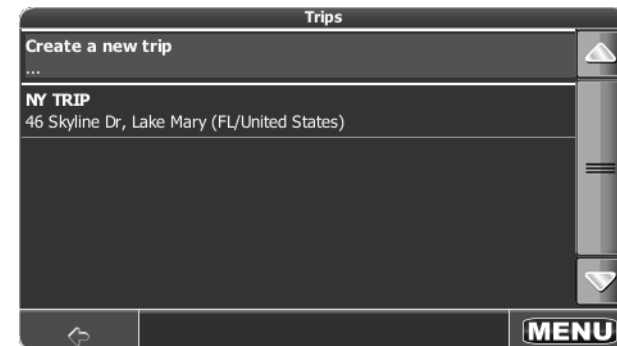 Trips
Create a new trip
...
NY TRIP
46 Skyline Dr, Lake Mary (FL/United States)
MENU